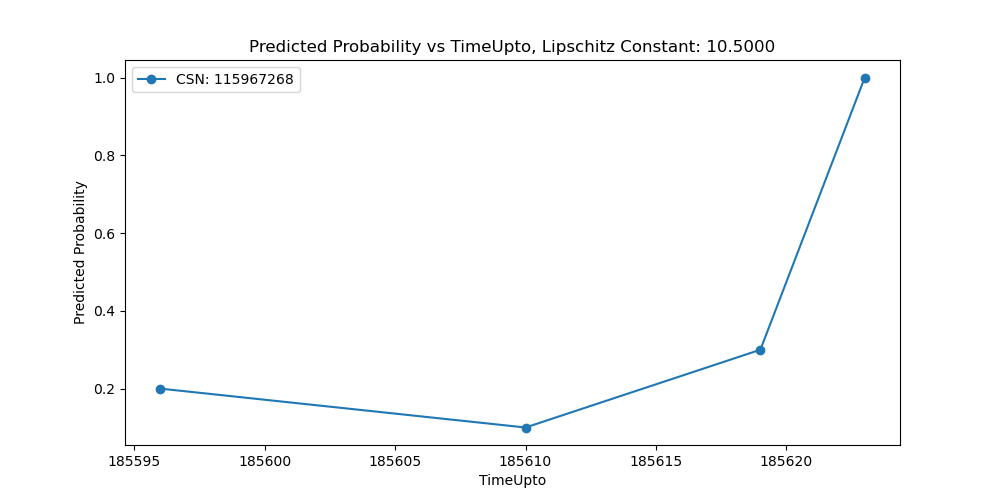 Predicted Probability vs TimeUpto, Lipschitz Constant: 10.5000
CSN: 115967268
Predicted Probability
1.0
0.8
0.6
0.4
0.2
185595 185600 185605 185610 185615 185620
TimeUpto